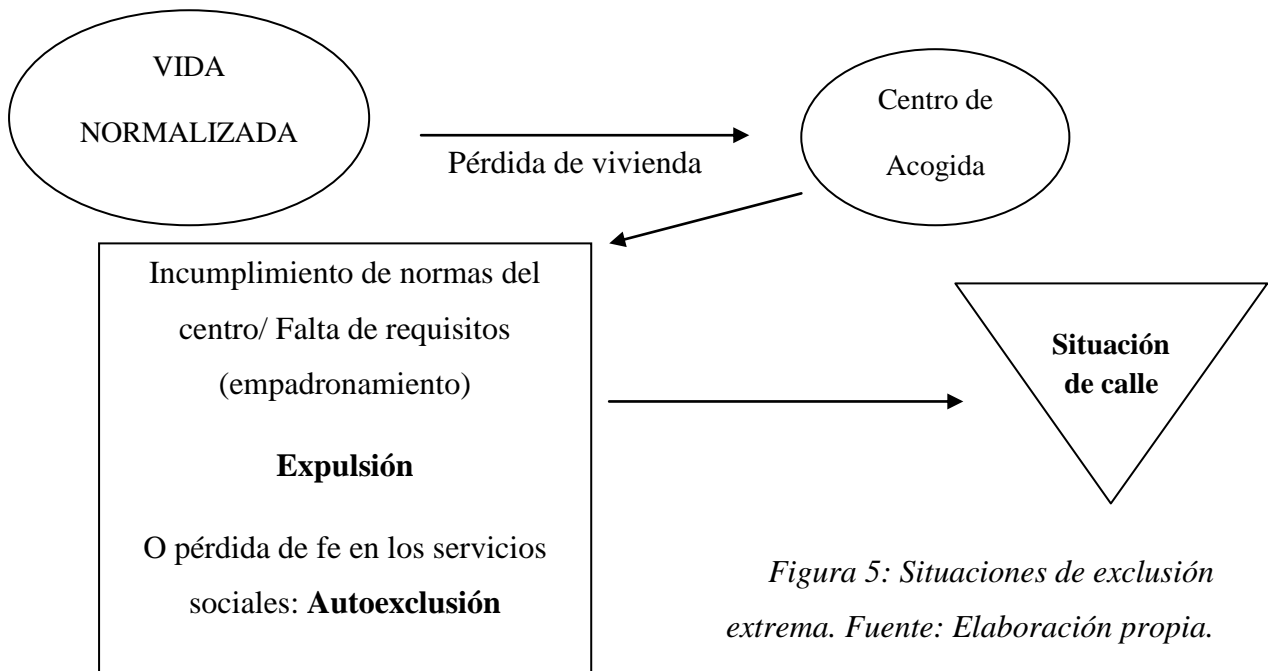 VIDA
NORMALIZADA
Pérdida de vivienda
Centro de
Acogida
Incumplimiento de normas del
centro/ Falta de requisitos
(empadronamiento)
Expulsión
O pérdida de fe en los servicios
sociales: Autoexclusión
Situación
de calle
Figura 5: Situaciones de exclusión
extrema. Fuente: Elaboración propia.